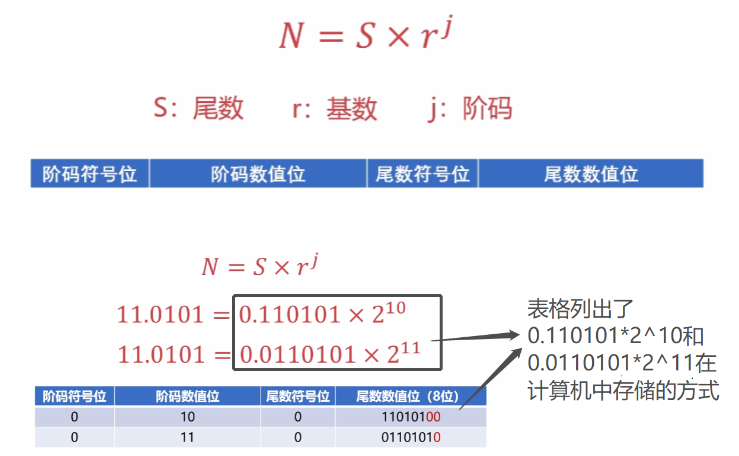 N = S × r^j
S：尾数 r：基数 j：阶码
阶码符号位 阶码数值位 尾数符号位 尾数数值位
N = S × r^j
11.0101 = 0.110101 × 2^10
11.0101 = 0.0110101 × 2^11
表格列出了
0.110101*2^10和
0.0110101*2^11在
计算机中存储的方式
阶码符号位 阶码数值位 尾数符号位 尾数数值位（8位）
0 10 0 11010100
0 11 0 01101010